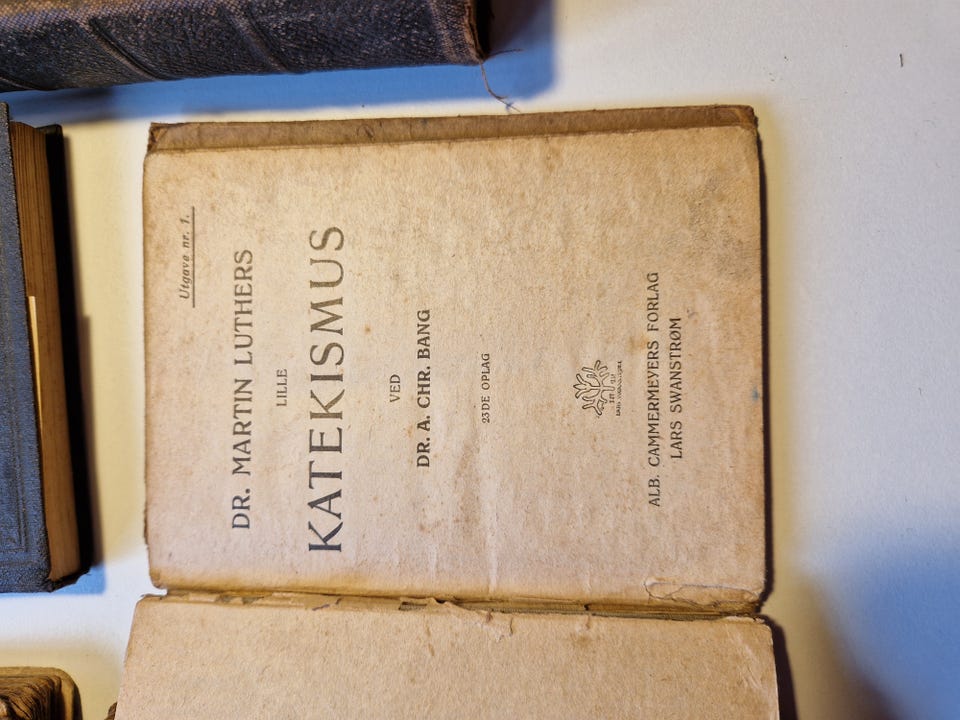 Utgave nr. 1.
DR. MARTIN LUTHERS
LILLE
KATEKISMUS
VED
DR. A. CHR. BANG
23DE OPLAG
ALB. CAMMERMEYERS FORLAG
LARS SWANSTRØM